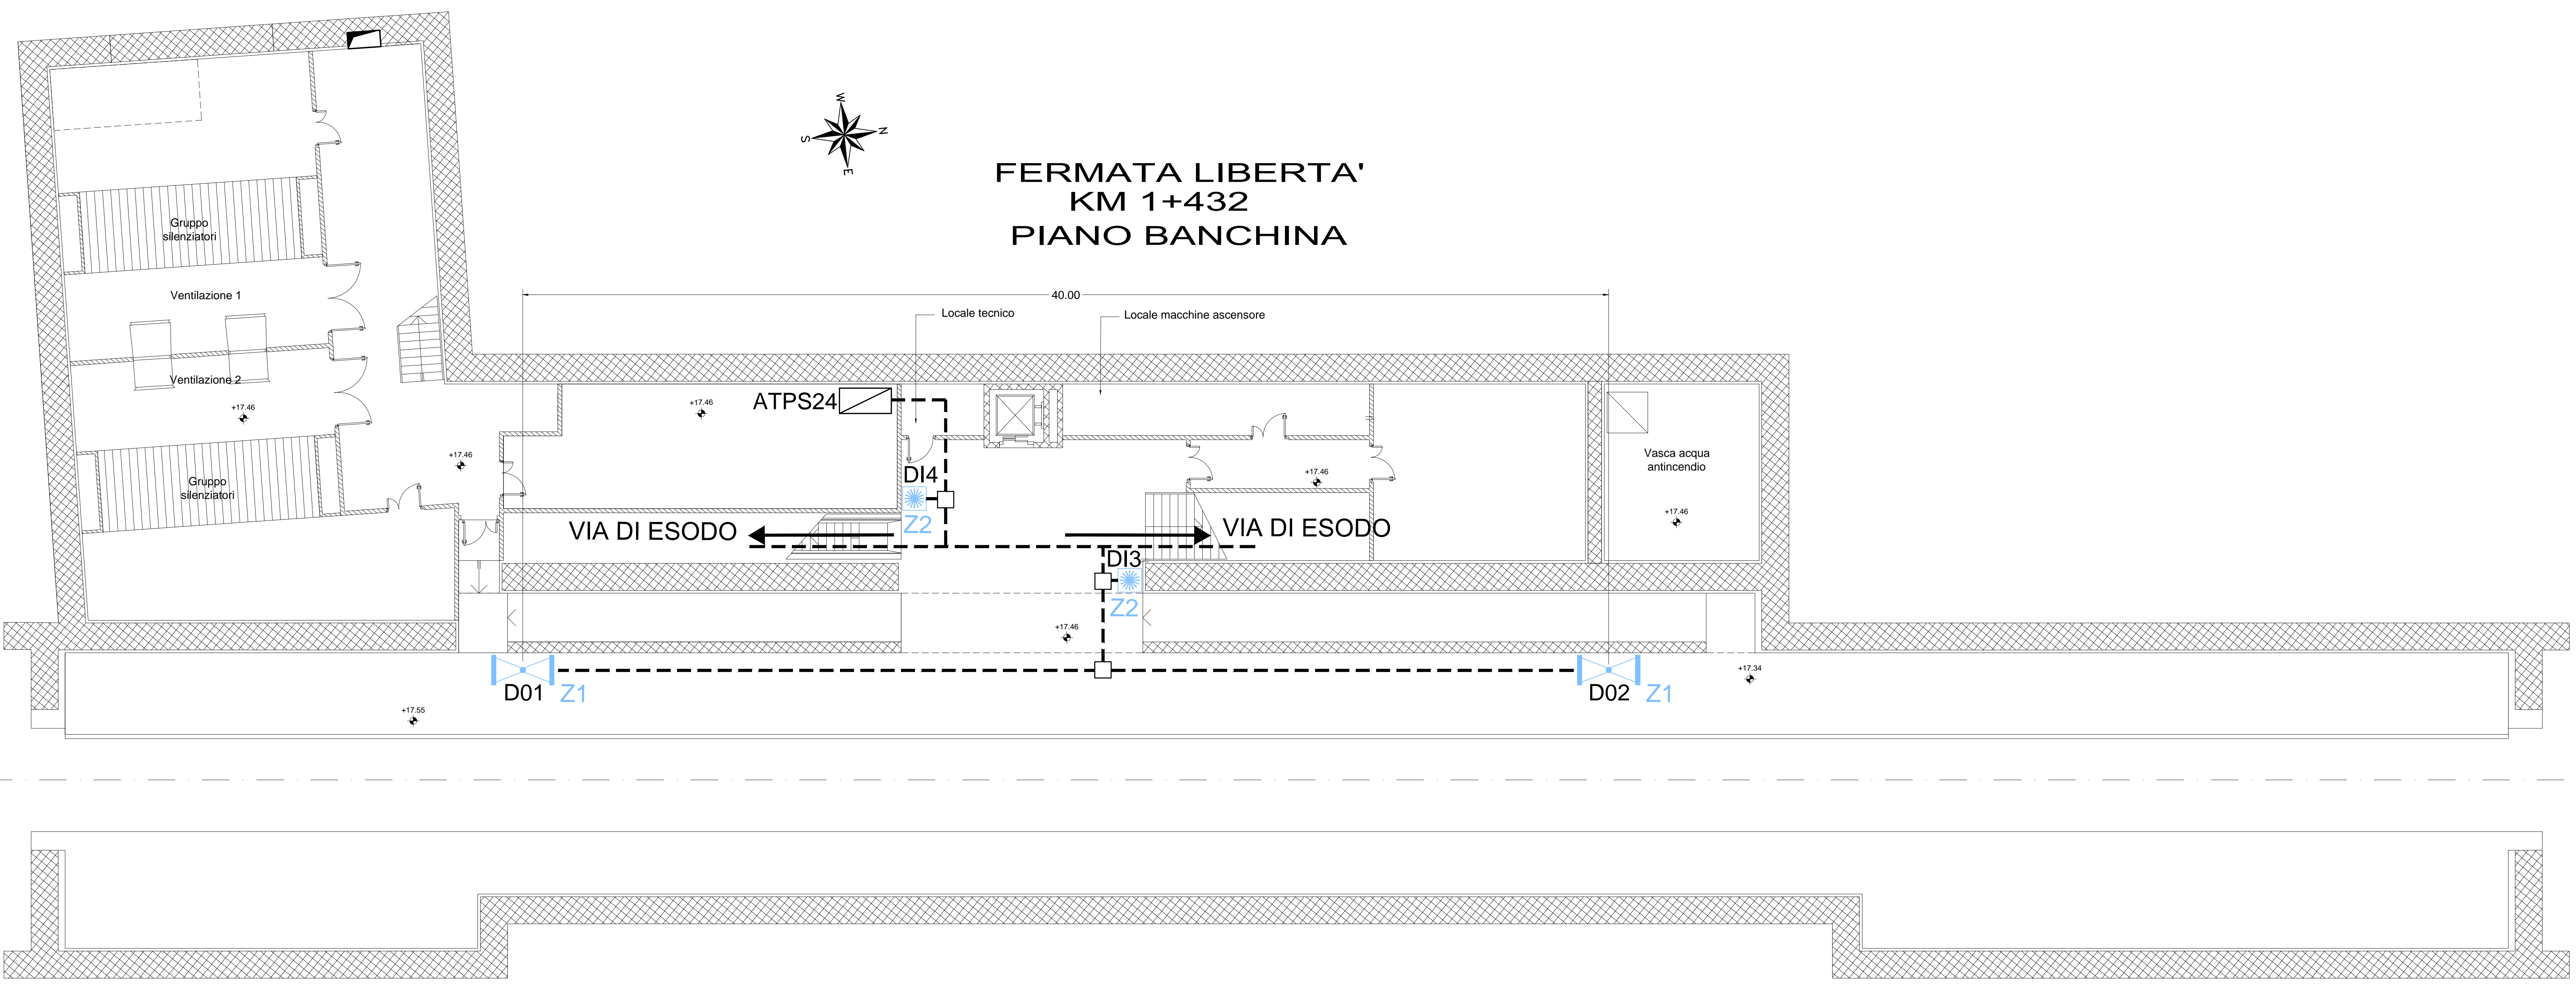 W
N
S
E
FERMATA LIBERTA'
KM 1+432
PIANO BANCHINA
Gruppo
silenziatori
Ventilazione 1
40.00
Locale tecnico
Locale macchine ascensore
Ventilazione 2
+17.46
ATPS24
+17.46
+17.46
Gruppo
silenziatori
DI4
Z2
+17.46
Vasca acqua
antincendio
+17.46
VIA DI ESODO
VIA DI ESODO
DI3
Z2
+17.46
D01
Z1
D02
Z1
+17.34
+17.55